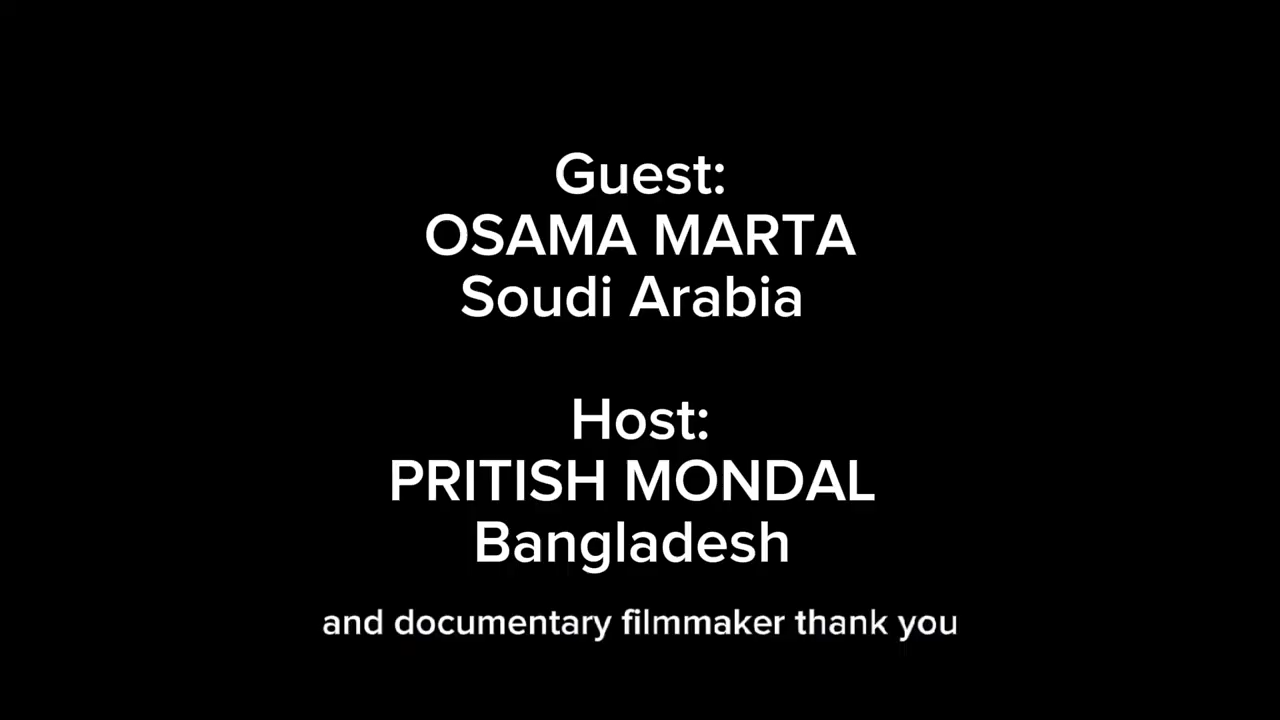 Guest:
OSAMA MARTA
Soudi Arabia
Host:
PRITISH MONDAL
Bangladesh
and documentary filmmaker thank you